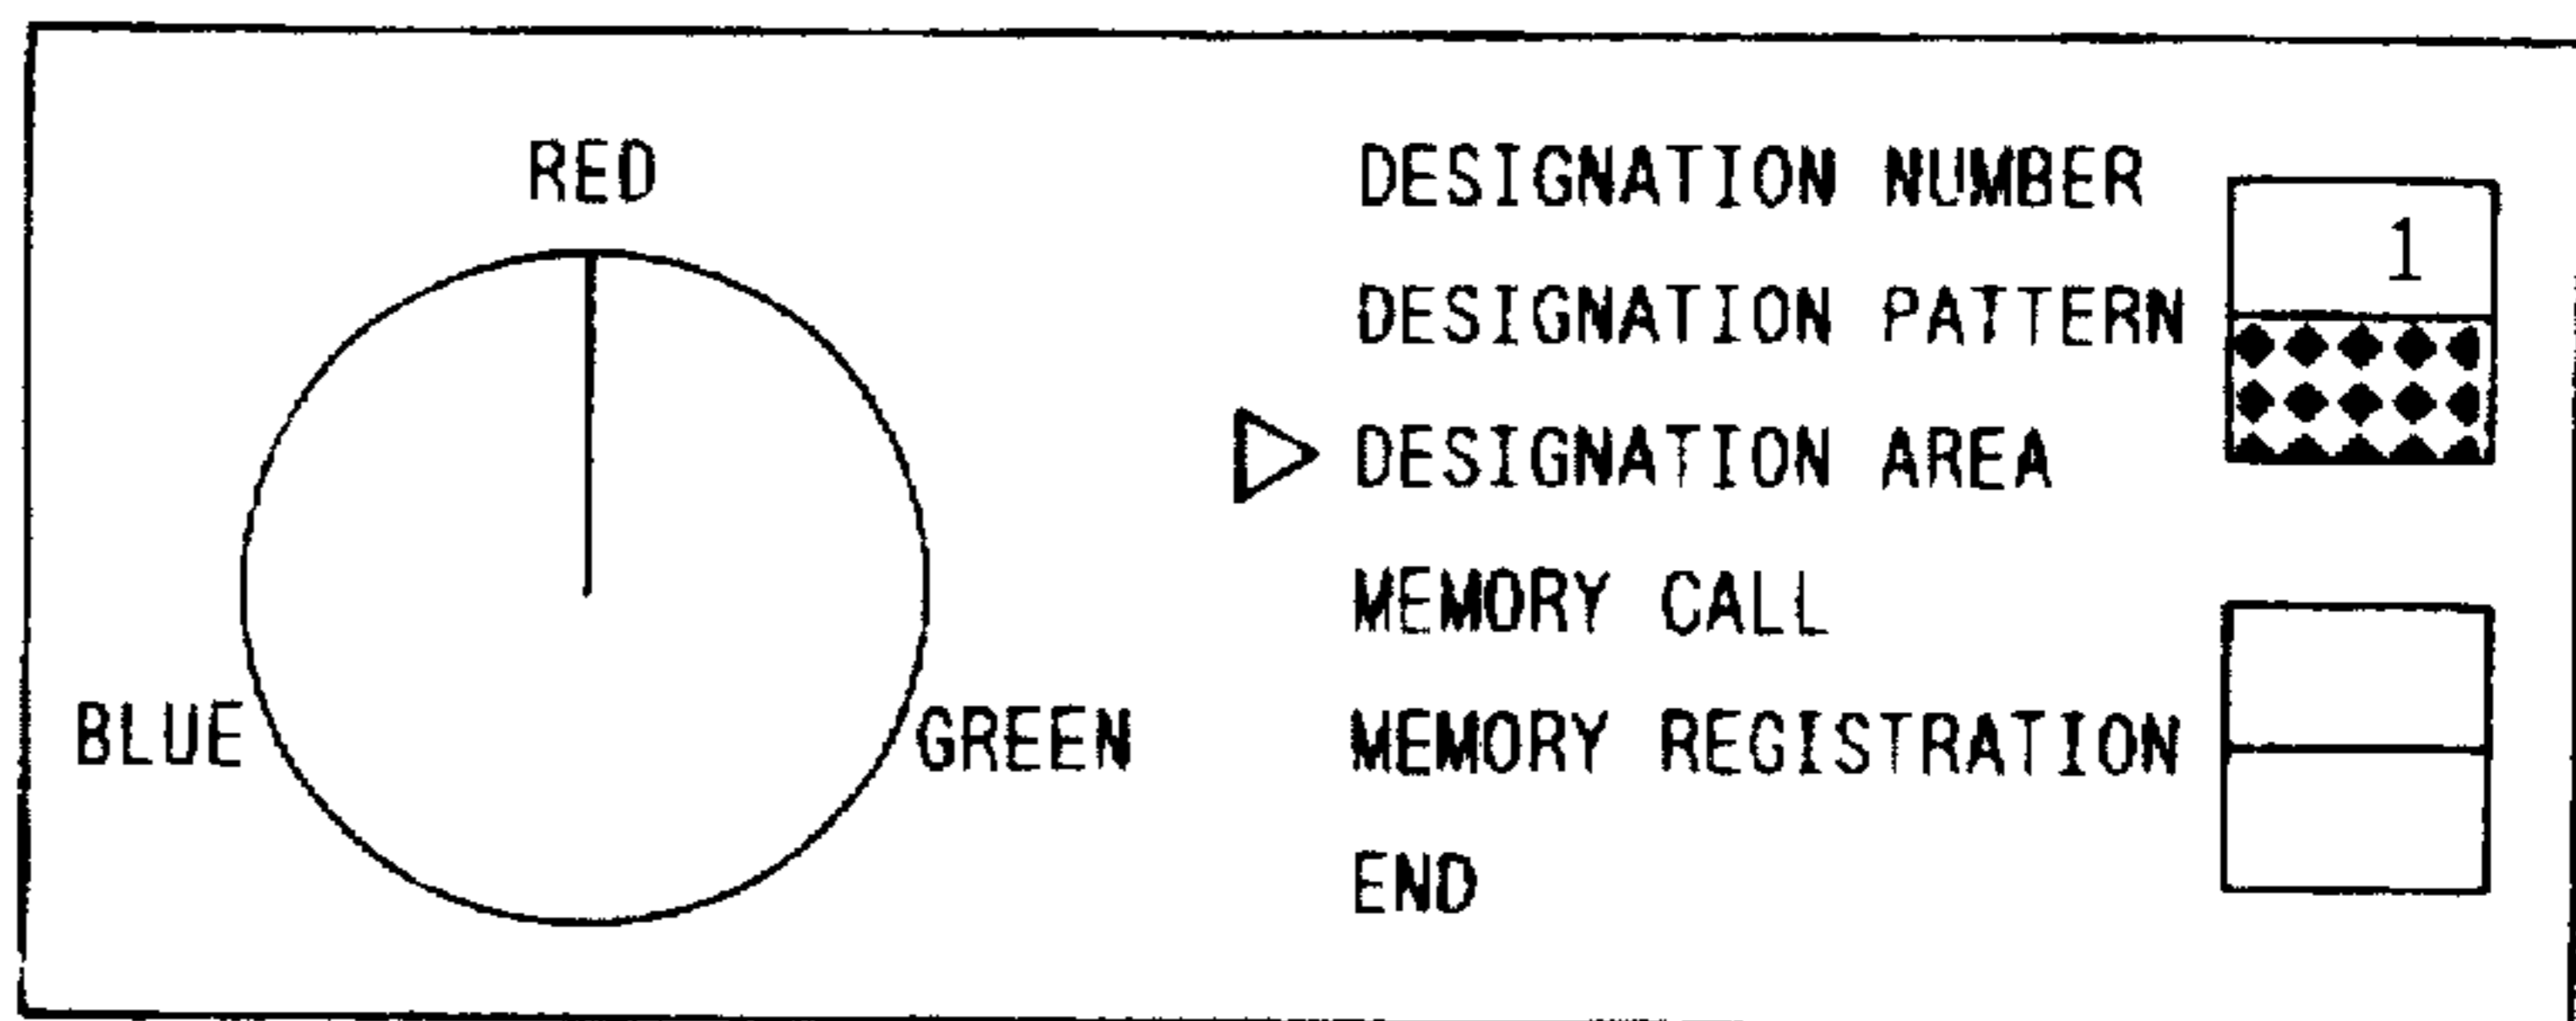 RED
BLUE
GREEN
DESIGNATION NUMBER
1
DESIGNATION PATTERN
DESIGNATION AREA
MEMORY CALL
MEMORY REGISTRATION
END